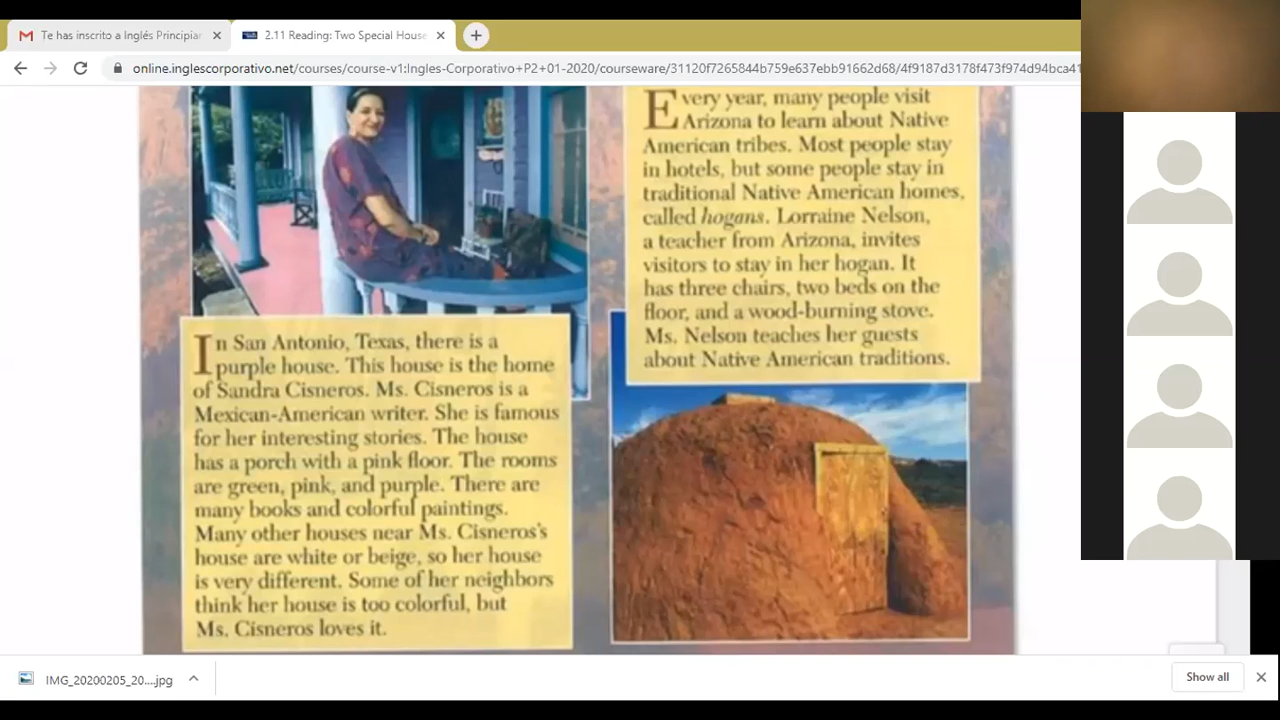 Te has inscrito a Inglés Principian
2.11 Reading: Two Special House
online.inglescorporativo.net/courses/course-v1:Ingles-Corporativo+P2+01-2020/courseware/31120f7265844b759e637ebb91662d68/4f9187d3178f473f974d94bca41
In San Antonio, Texas, there is a
purple house. This house is the home
of Sandra Cisneros. Ms. Cisneros is a
Mexican-American writer. She is famous
for her interesting stories. The house
has a porch with a pink floor. The rooms
are green, pink, and purple. There are
many books and colorful paintings.
Many other houses near Ms. Cisneros's
house are white or beige, so her house
is very different. Some of her neighbors
think her house is too colorful, but
Ms. Cisneros loves it.
Every year, many people visit
Arizona to learn about Native
American tribes. Most people stay
in hotels, but some people stay in
traditional Native American homes,
called hogans. Lorraine Nelson,
a teacher from Arizona, invites
visitors to stay in her hogan. It
has three chairs, two beds on the
floor, and a wood-burning stove.
Ms. Nelson teaches her guests
about Native American traditions.
IMG_20200205_20....jpg
Show all